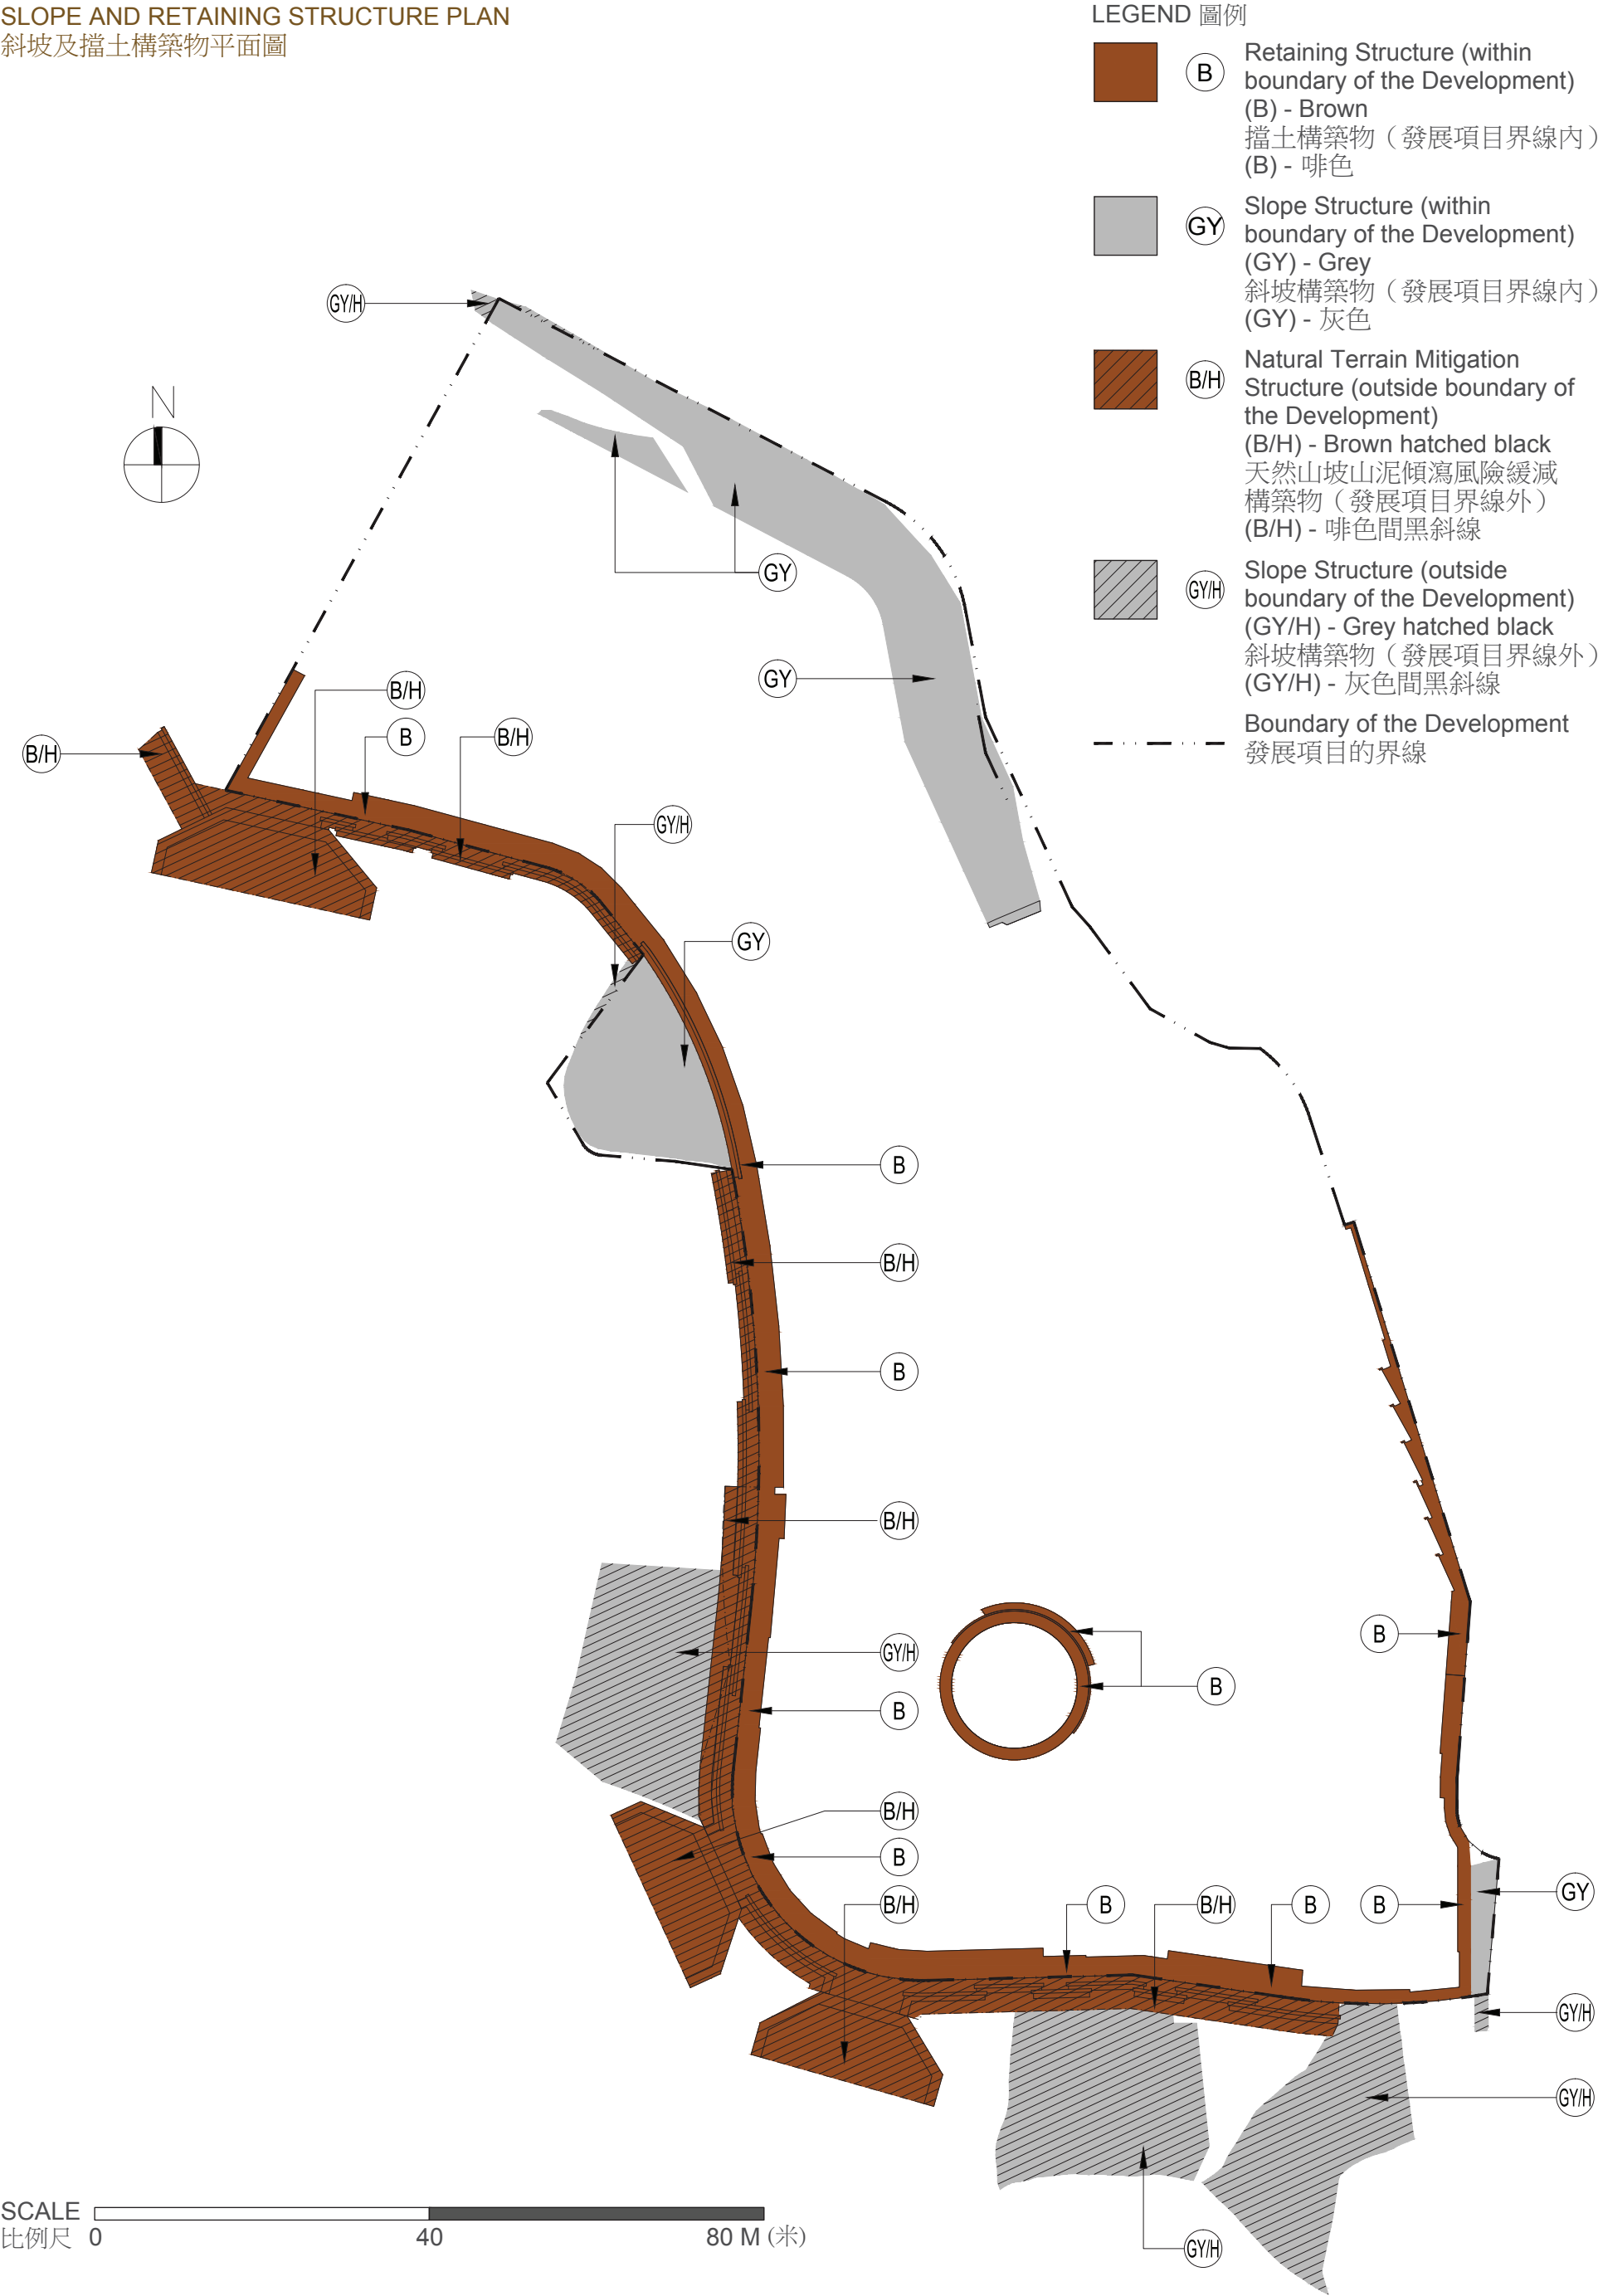 SLOPE AND RETAINING STRUCTURE PLAN
斜坡及擋土構築物平面圖
LEGEND 圖例
B
Retaining Structure (within
boundary of the Development)
(B) - Brown
擋土構築物（發展項目界線內）
(B) - 啡色
GY
Slope Structure (within
boundary of the Development)
(GY) - Grey
斜坡構築物（發展項目界線內）
(GY) - 灰色
B/H
Natural Terrain Mitigation
Structure (outside boundary of
the Development)
(B/H) - Brown hatched black
天然山坡山泥傾瀉風險緩減
構築物（發展項目界線外）
(B/H) - 啡色間黑斜線
GY/H
Slope Structure (outside
boundary of the Development)
(GY/H) - Grey hatched black
斜坡構築物（發展項目界線外）
(GY/H) - 灰色間黑斜線
Boundary of the Development
發展項目的界線
GY/H
N
GY
GY
B/H
B
B/H
B/H
GY/H
GY
B
B/H
B
B/H
B
GY/H
B
B
B/H
B
GY
B/H
B
B/H
B
B
GY/H
GY/H
GY/H
SCALE
比例尺
0
40
80 M (米)